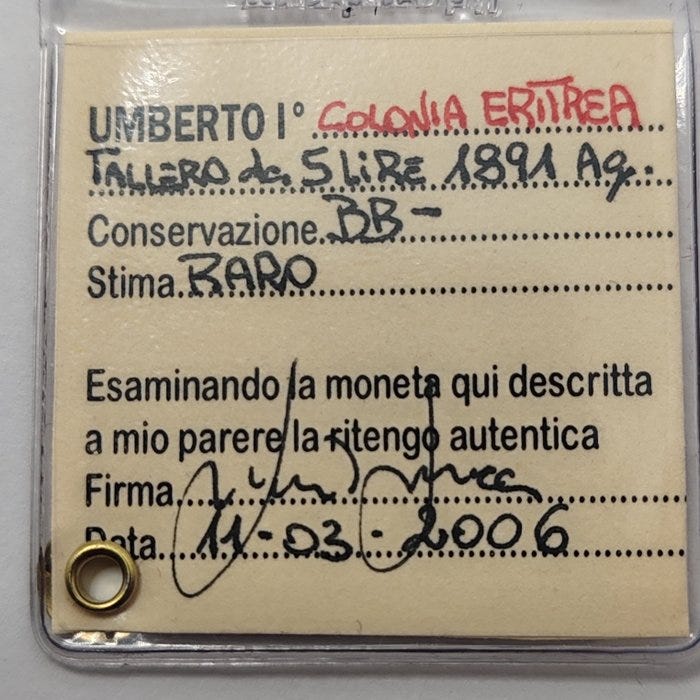 UMBERTO I° COLONIA ERITREA
TALLERO da 5 LIRE 1891 Ag.
Conservazione BB-
Stima RARO
Esaminando la moneta qui descritta
a mio parere la ritengo autentica
Firma
Data 11-03-2006